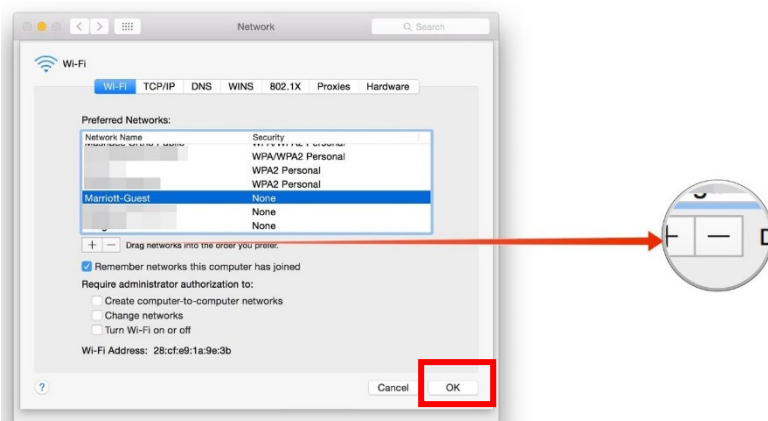 Network
Search
Wi-Fi
Wi-Fi TCP/IP DNS WINS 802.1X Proxies Hardware
Preferred Networks:
Network Name Security
WPA/WPA2 Personal
WPA/WPA2 Personal
WPA2 Personal
WPA2 Personal
Marriott-Guest None
None
None
+ − Drag networks into the order you prefer.
Remember networks this computer has joined
Require administrator authorization to:
Create computer-to-computer networks
Change networks
Turn Wi-Fi on or off
Wi-Fi Address: 28:cf:e9:1a:9e:3b
? Cancel OK